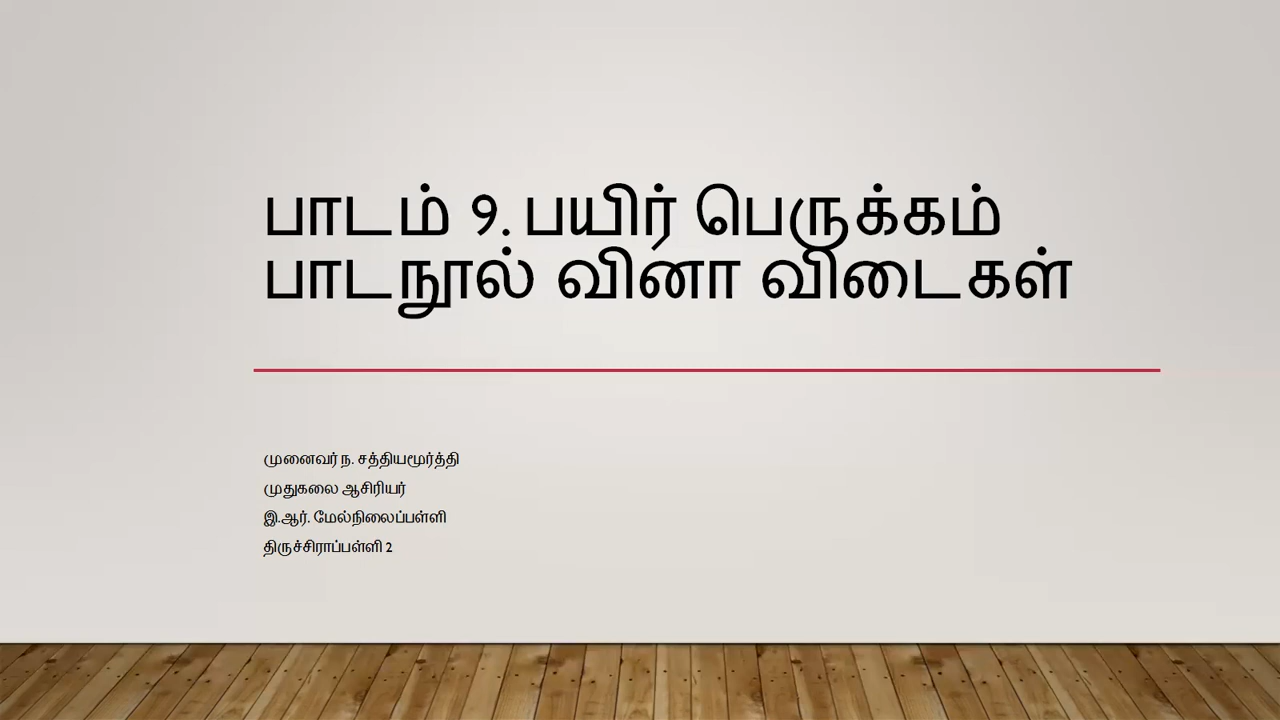 பாடம் 9. பயிர் பெருக்கம்
பாடநூல் வினா விடைகள்
முனைவர் ந. சத்தியமூர்த்தி
முதுகலை ஆசிரியர்
இ.ஆர். மேல்நிலைப்பள்ளி
திருச்சிராப்பள்ளி 2